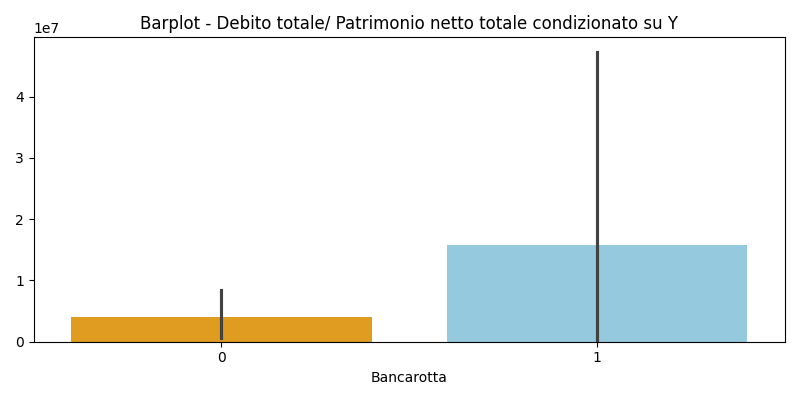 Barplot - Debito totale/ Patrimonio netto totale condizionato su Y
1e7
4
3
2
1
0
0 1
Bancarotta